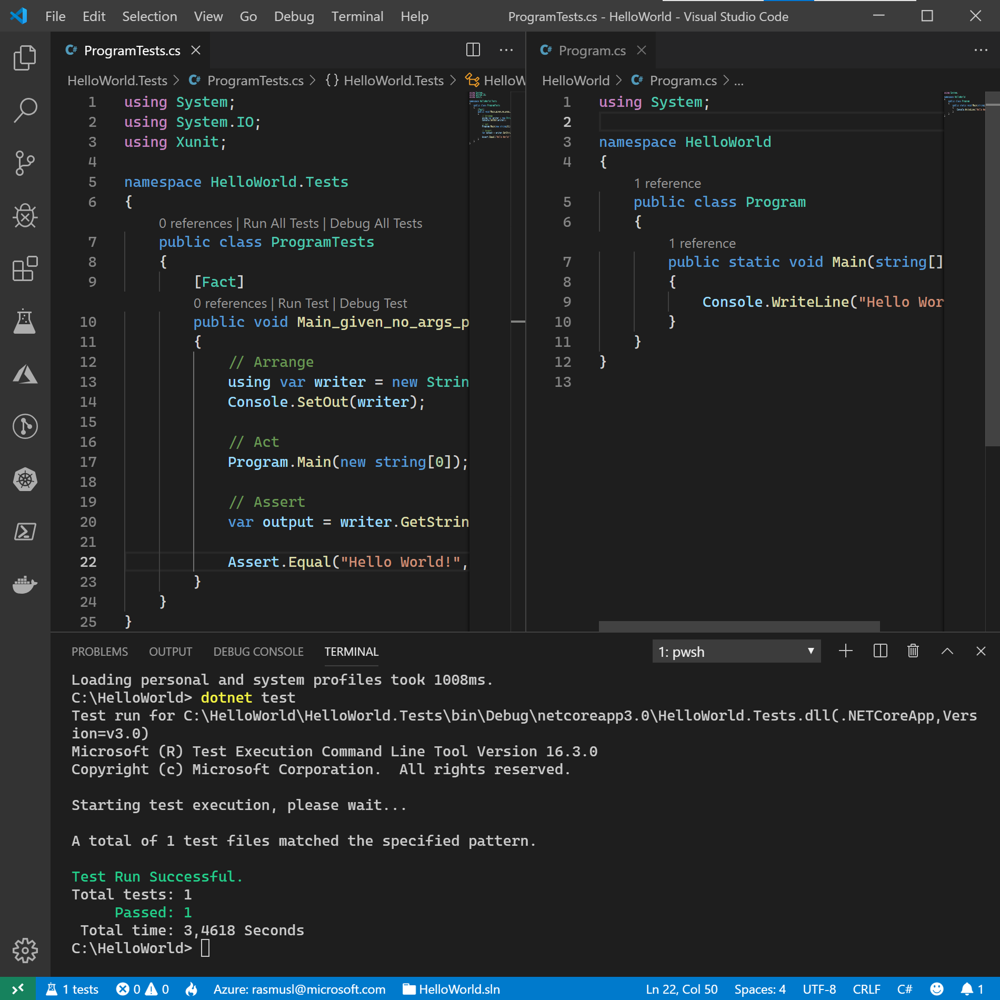 File Edit Selection View Go Debug Terminal Help ProgramTests.cs - HelloWorld - Visual Studio Code
C# ProgramTests.cs
HelloWorld.Tests > C# ProgramTests.cs > {} HelloWorld.Tests > HelloW
1 using System;
2 using System.IO;
3 using Xunit;
4
5 namespace HelloWorld.Tests
6 {
0 references | Run All Tests | Debug All Tests
7 public class ProgramTests
8 {
9 [Fact]
0 references | Run Test | Debug Test
10 public void Main_given_no_args_p
11 {
12 // Arrange
13 using var writer = new Strin
14 Console.SetOut(writer);
15
16 // Act
17 Program.Main(new string[0]);
18
19 // Assert
20 var output = writer.GetStrin
21
22 Assert.Equal("Hello World!",
23 }
24 }
25 }
C# Program.cs
HelloWorld > C# Program.cs > ...
1 using System;
2
3 namespace HelloWorld
4 {
1 reference
5 public class Program
6 {
1 reference
7 public static void Main(string[]
8 {
9 Console.WriteLine("Hello Wor
10 }
11 }
12 }
13
PROBLEMS OUTPUT DEBUG CONSOLE TERMINAL 1: pwsh
Loading personal and system profiles took 1008ms.
C:\HelloWorld> dotnet test
Test run for C:\HelloWorld\HelloWorld.Tests\bin\Debug\netcoreapp3.0\HelloWorld.Tests.dll(.NETCoreApp,Vers
ion=v3.0)
Microsoft (R) Test Execution Command Line Tool Version 16.3.0
Copyright (c) Microsoft Corporation.  All rights reserved.
Starting test execution, please wait...
A total of 1 test files matched the specified pattern.
Test Run Successful.
Total tests: 1
Passed: 1
Total time: 3,4618 Seconds
C:\HelloWorld>
1 tests 0 0 Azure: rasmusl@microsoft.com HelloWorld.sln Ln 22, Col 50 Spaces: 4 UTF-8 CRLF C# 1